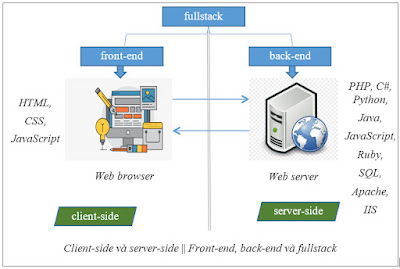 fullstack
front-end
back-end
HTML,
CSS,
JavaScript
PHP, C#,
Python,
Java,
JavaScript,
Ruby,
SQL,
Apache,
IIS
Web browser
Web server
client-side
server-side
Client-side và server-side || Front-end, back-end và fullstack